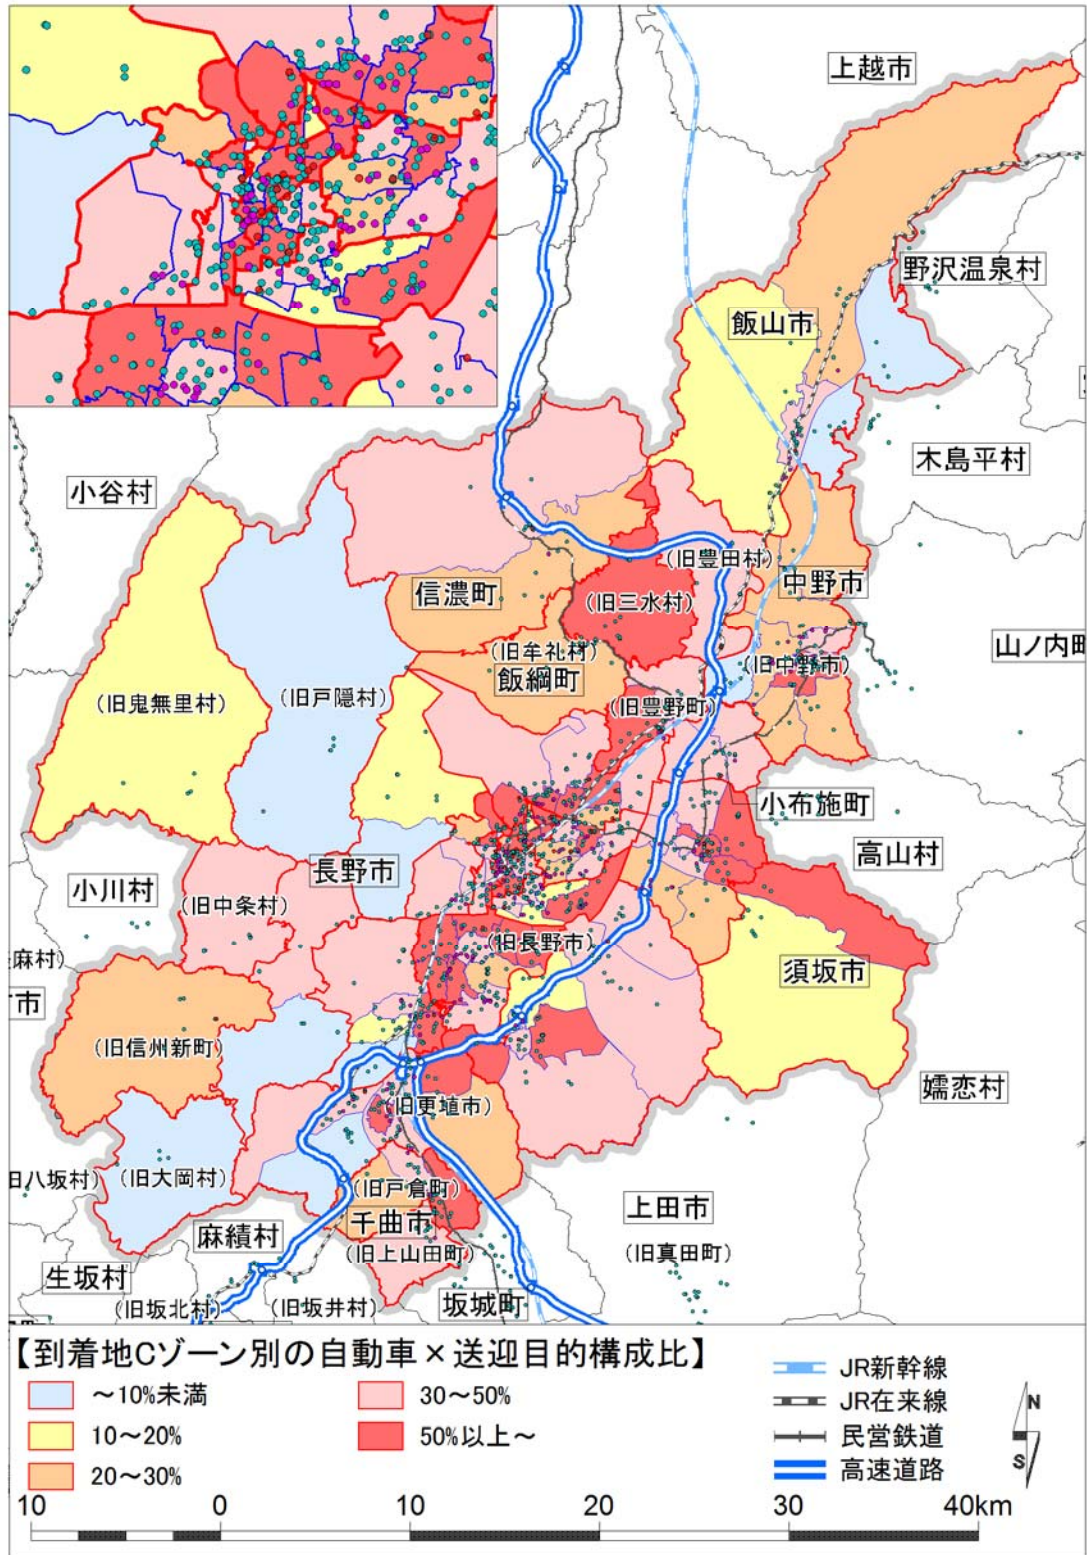 上越市
野沢温泉村
飯山市
木島平村
小谷村
(旧豊田村)
信濃町
(旧三水村)
中野市
(旧牟礼村)
飯綱町
(旧中野市)
山ノ内町
(旧鬼無里村)
(旧戸隠村)
(旧豊野町)
小布施町
長野市
高山村
小川村
(旧中条村)
麻村)
(旧長野市)
須坂市
市
(旧信州新町)
嬬恋村
(旧更埴市)
旧八坂村)
(旧大岡村)
(旧戸倉町)
上田市
麻績村
千曲市
(旧上山田町)
(旧真田町)
生坂村
(旧坂北村)
(旧坂井村)
坂城町
【到着地Cゾーン別の自動車×送迎目的構成比】
～10%未満
10～20%
20～30%
30～50%
50%以上～
JR新幹線
JR在来線
民営鉄道
高速道路
N
S
10 0 10 20 30 40km